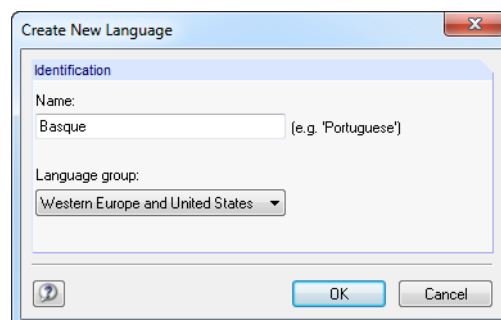 Create New Language
Identification
Name:
Basque
(e.g. 'Portuguese')
Language group:
Western Europe and United States
OK
Cancel